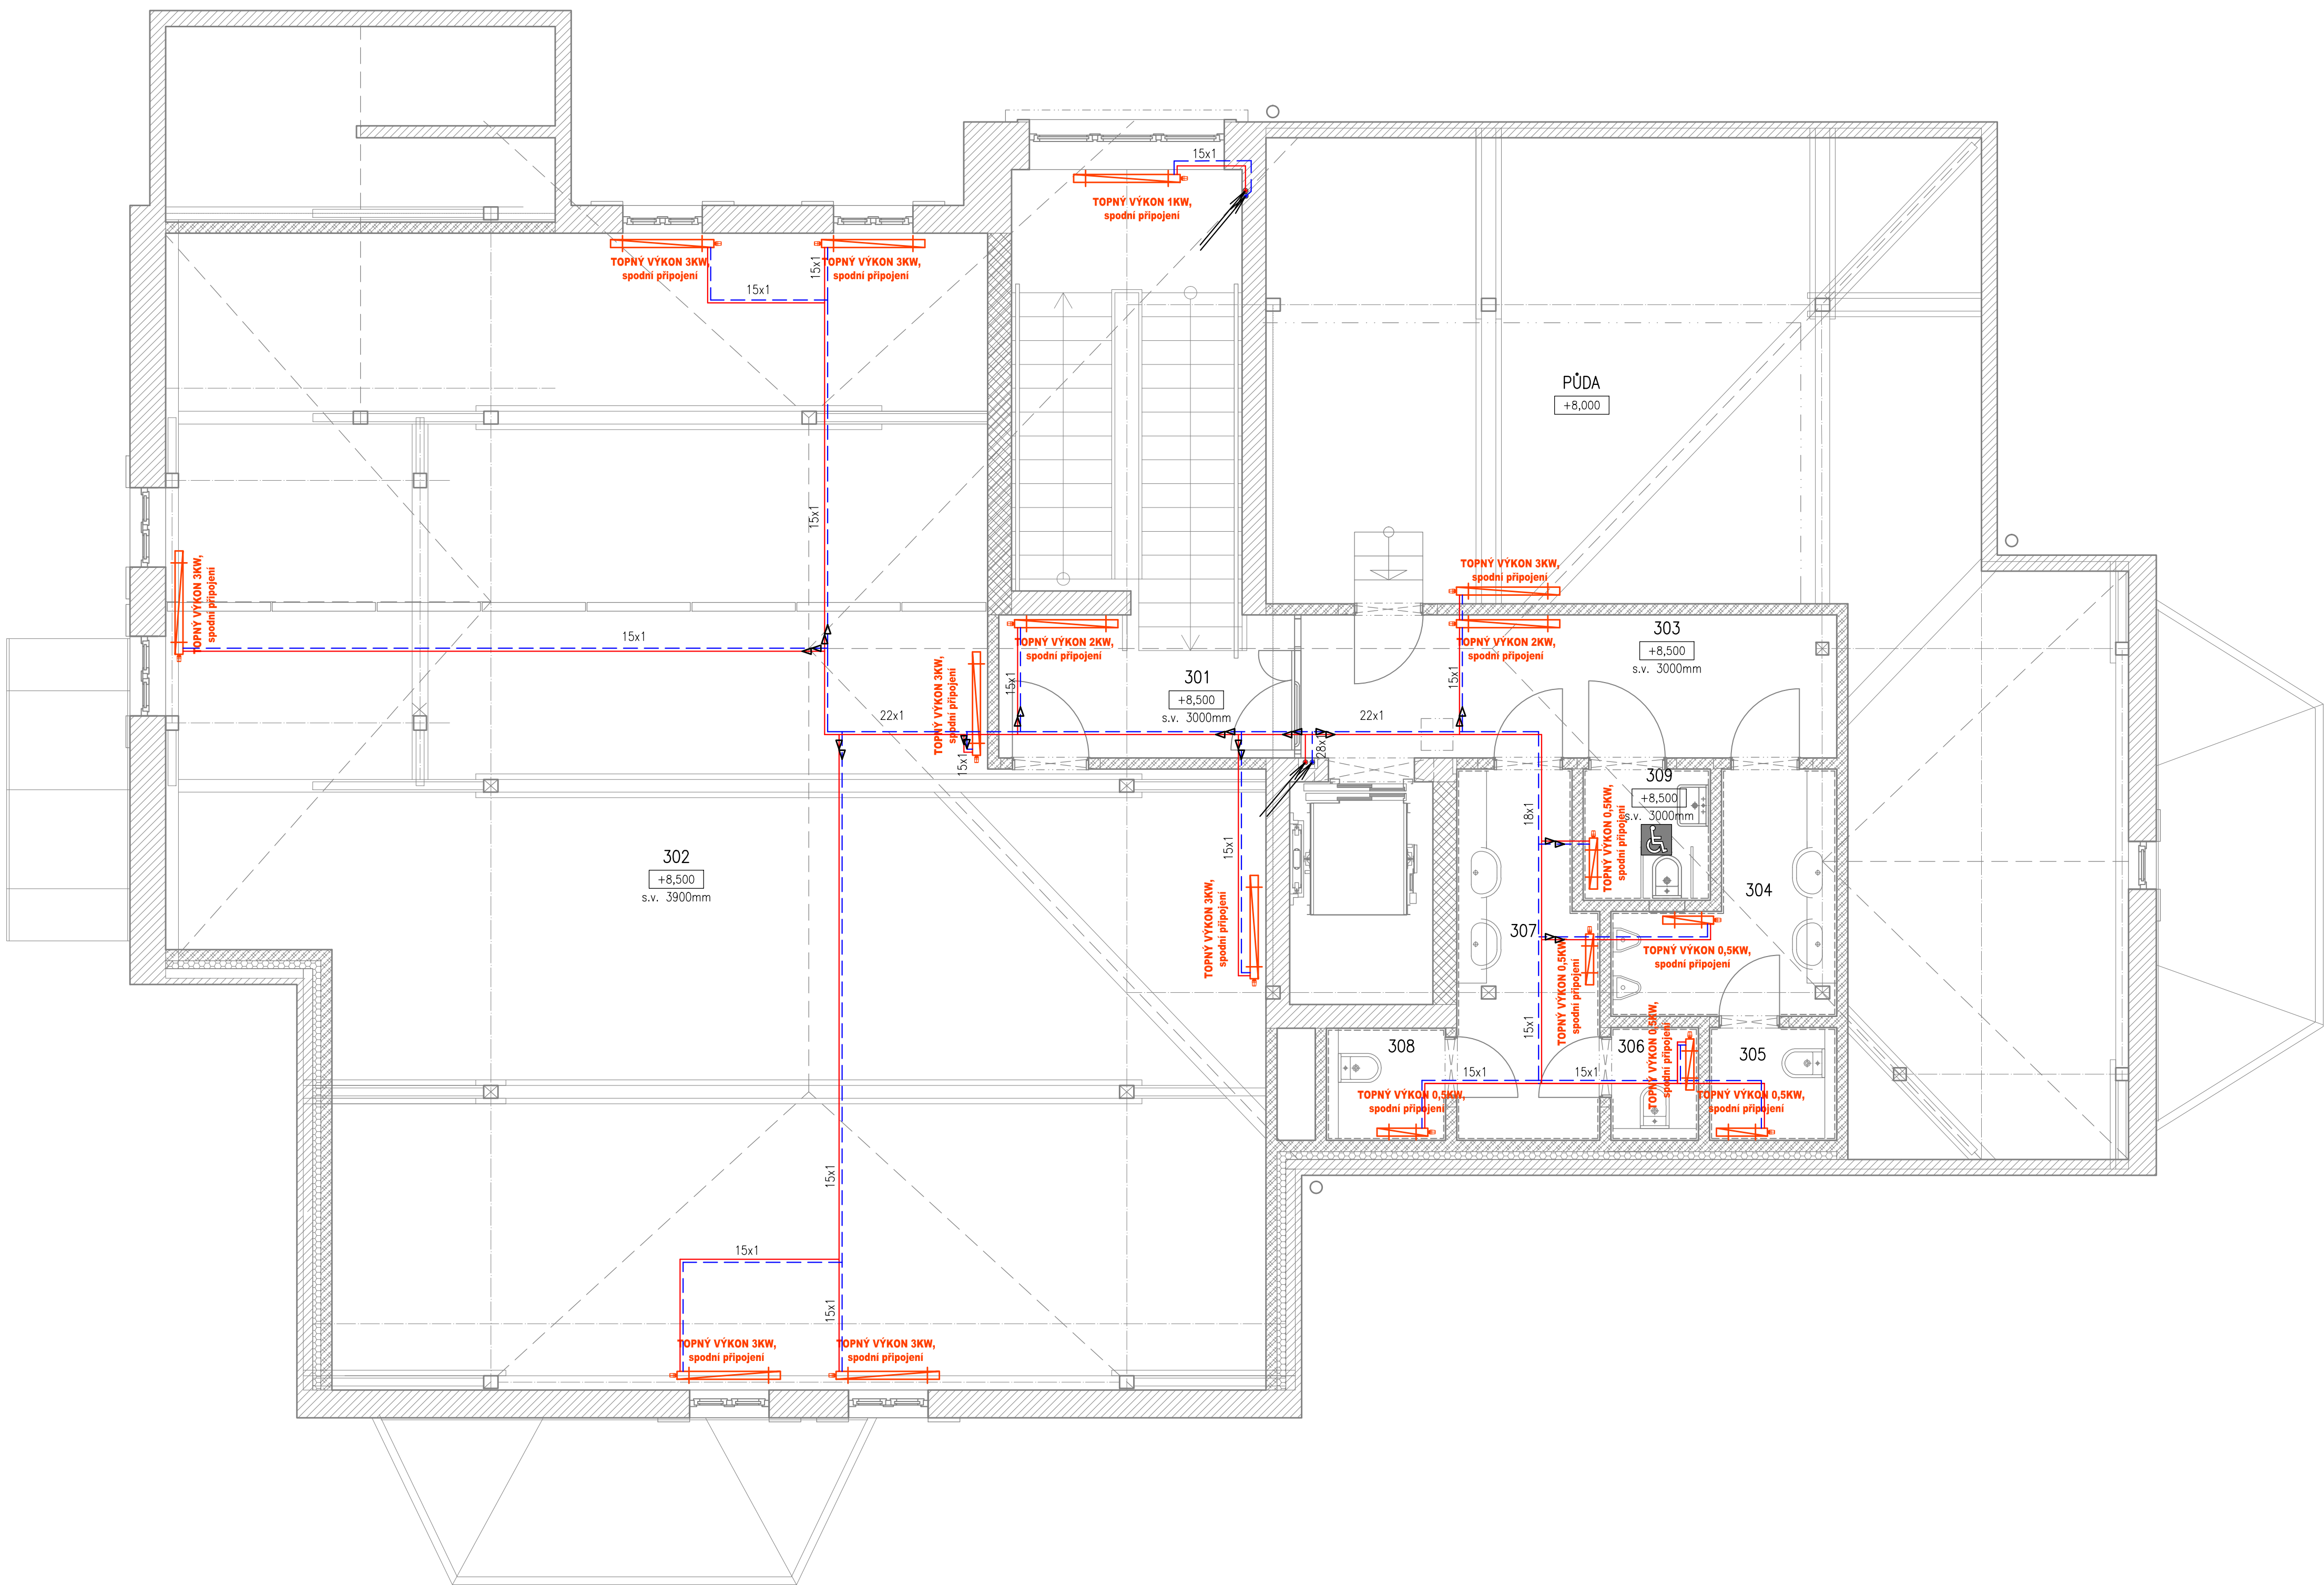 15x1
TOPNÝ VÝKON 1KW,
spodní připojení
TOPNÝ VÝKON 3KW,
spodní připojení
TOPNÝ VÝKON 3KW,
spodní připojení
15x1
15x1
PŮDA
+8,000
15x1
TOPNÝ VÝKON 3KW,
spodní připojení
15x1
TOPNÝ VÝKON 3KW,
spodní připojení
TOPNÝ VÝKON 2KW,
spodní připojení
TOPNÝ VÝKON 2KW,
spodní připojení
303
+8,500
s.v. 3000mm
301
+8,500
s.v. 3000mm
15x1
15x1
TOPNÝ VÝKON 3KW,
spodní připojení
22x1
22x1
28x1
15x1
309
+8,500
s.v. 3000mm
18x1
TOPNÝ VÝKON 0,5KW,
spodní připojení
302
+8,500
s.v. 3900mm
15x1
TOPNÝ VÝKON 3KW,
spodní připojení
304
307
TOPNÝ VÝKON 0,5KW,
spodní připojení
TOPNÝ VÝKON 0,5KW,
spodní připojení
15x1
308
306
305
TOPNÝ VÝKON 0,5KW,
spodní připojení
15x1
15x1
TOPNÝ VÝKON 0,5KW,
spodní připojení
TOPNÝ VÝKON 0,5KW,
spodní připojení
15x1
15x1
15x1
TOPNÝ VÝKON 3KW,
spodní připojení
TOPNÝ VÝKON 3KW,
spodní připojení